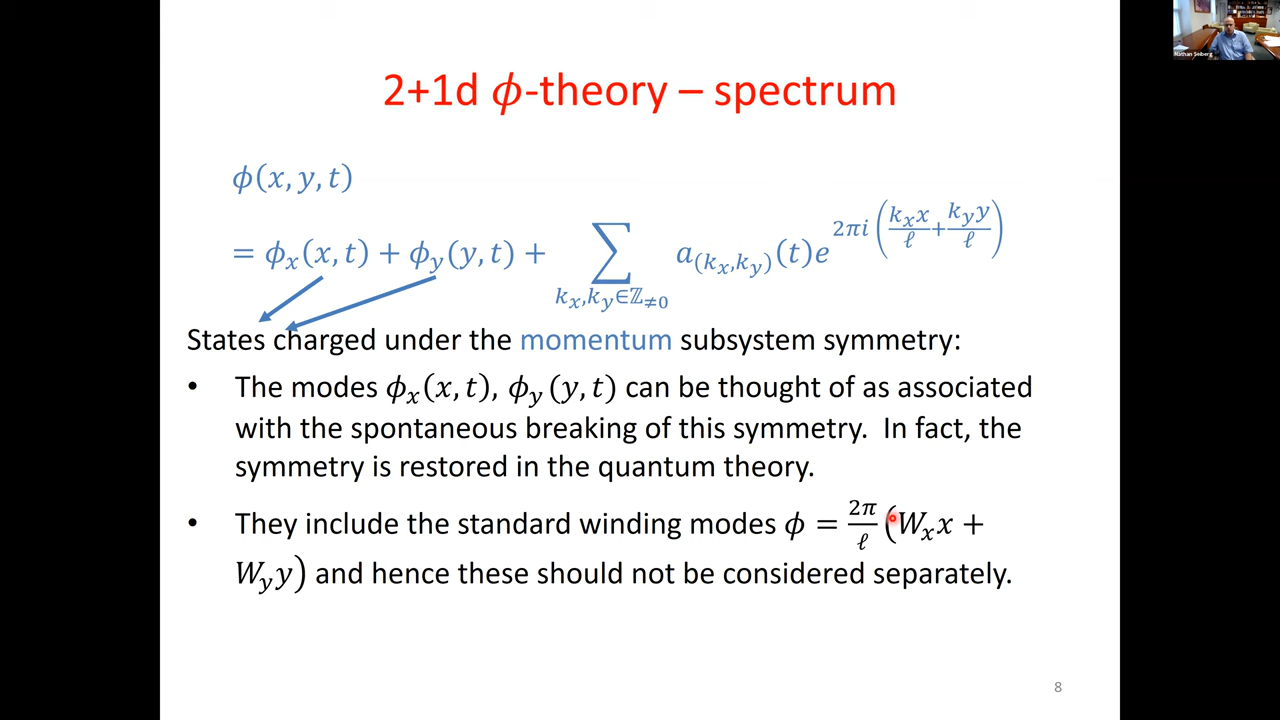 Nathan Seiberg
2+1d ϕ-theory – spectrum
ϕ(x, y, t)
= ϕ_x(x, t) + ϕ_y(y, t) + ∑_{k_x,k_y∈ℤ_{≠0}} a_{(k_x,k_y)}(t)e^{2πi(k_x x/ℓ + k_y y/ℓ)}
States charged under the momentum subsystem symmetry:
• The modes ϕ_x(x, t), ϕ_y(y, t) can be thought of as associated
with the spontaneous breaking of this symmetry. In fact, the
symmetry is restored in the quantum theory.
• They include the standard winding modes ϕ = 2π/ℓ (W_x x +
W_y y) and hence these should not be considered separately.
8